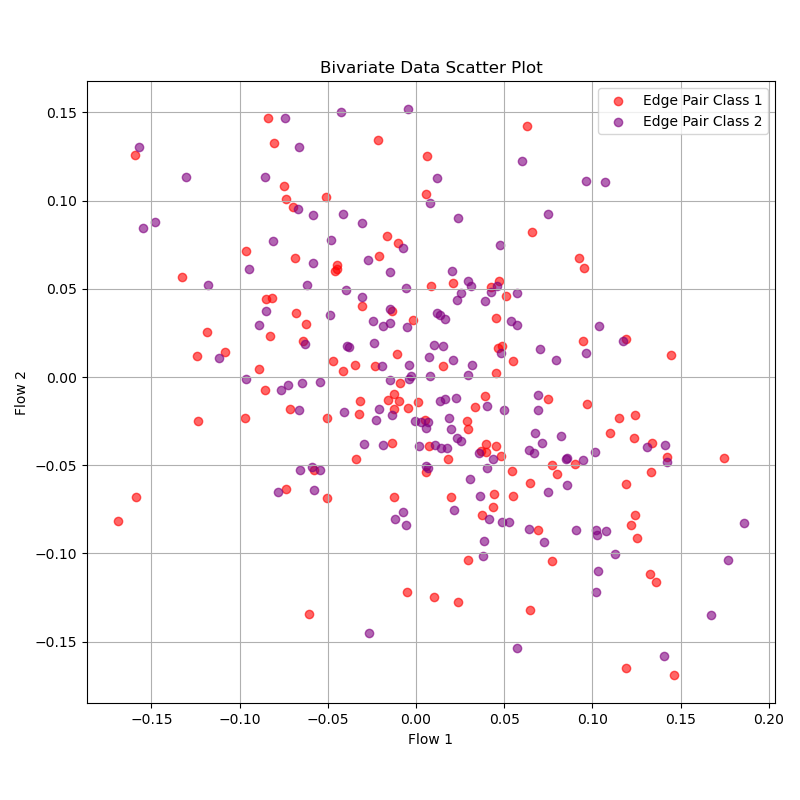 Bivariate Data Scatter Plot
Edge Pair Class 1
Edge Pair Class 2
0.15
0.10
0.05
0.00
−0.05
−0.10
−0.15
Flow 2
−0.15 −0.10 −0.05 0.00 0.05 0.10 0.15 0.20
Flow 1